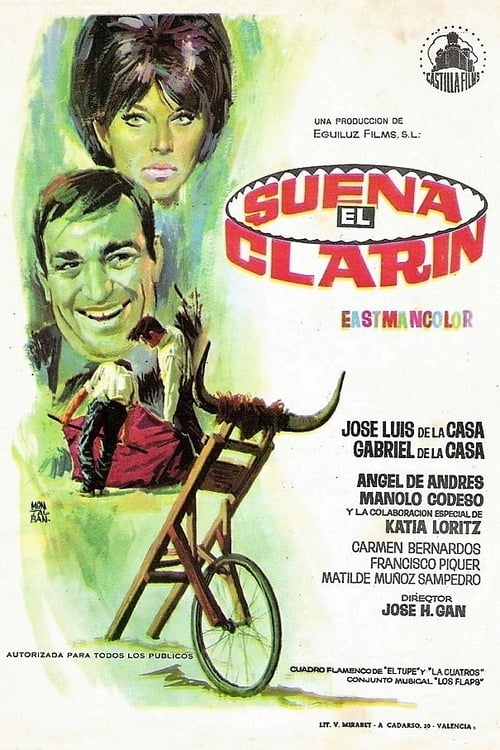 CASTILLA FILMS
UNA PRODUCCION DE
EGUILUZ FILMS, S.L.:
SUENA
EL
CLARIN
EASTMANCOLOR
JOSE LUIS DE LA CASA
GABRIEL DE LA CASA
ANGEL DE ANDRES
MANOLO CODESO
Y LA COLABORACION ESPECIAL DE
KATIA LORITZ
CARMEN BERNARDOS
FRANCISCO PIQUER
MATILDE MUÑOZ SAMPEDRO
DIRECTOR
JOSE H. GAN
MONTALBAN.
AUTORIZADA PARA TODOS LOS PUBLICOS
CUADRO FLAMENCO DE "EL TUPE" Y "LA CUATROS"
CONJUNTO MUSICAL "LOS FLAPS"
LIT. V. MIRABET - A CADARSO, 20 - VALENCIA